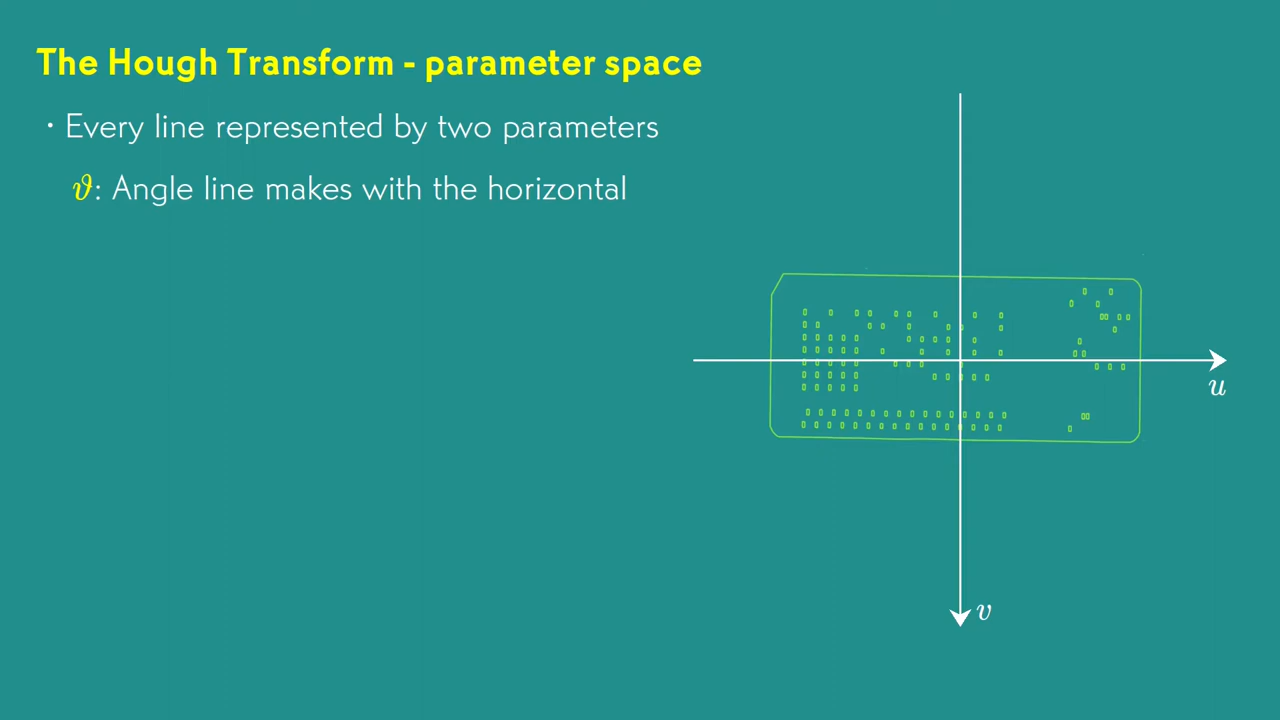 The Hough Transform - parameter space
• Every line represented by two parameters
ϑ: Angle line makes with the horizontal
u
v